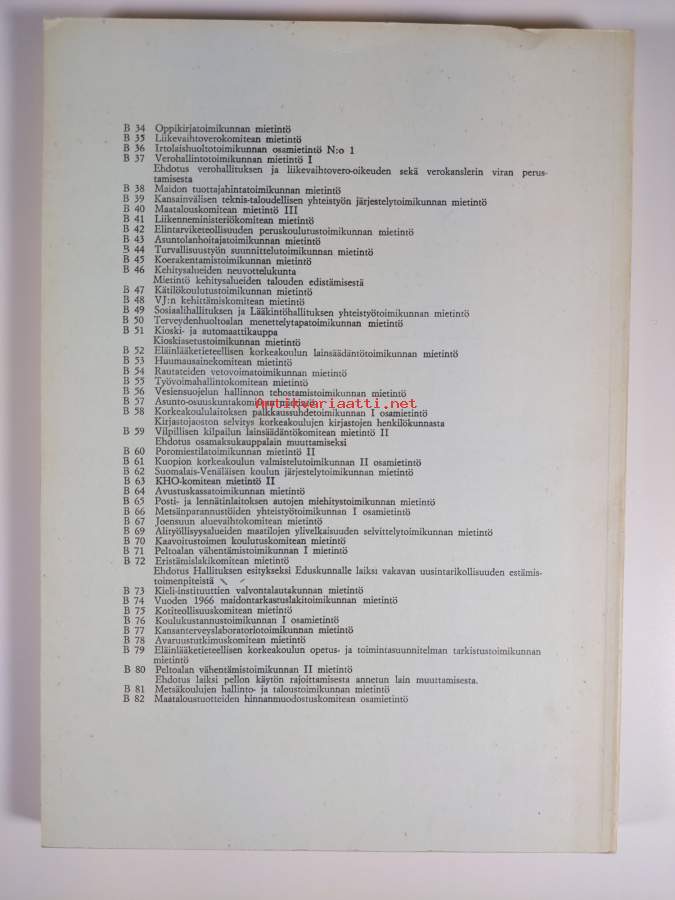 B 34 Oppikirjatoimikunnan mietintö
B 35 Liikevaihtoverokomitean mietintö
B 36 Irtolaishuoltotoimikunnan osamietintö N:o 1
B 37 Verohallintotoimikunnan mietintö I
Ehdotus verohallituksen ja liikevaihtovero-oikeuden sekä verokanslerin viran perus-
tamisesta
B 38 Maidon tuottajahintatoimikunnan mietintö
B 39 Kansainvälisen teknis-taloudellisen yhteistyön järjestelytoimikunnan mietintö
B 40 Maatalouskomitean mietintö III
B 41 Liikenneministeriökomitean mietintö
B 42 Elintarviketeollisuuden peruskoulutustoimikunnan mietintö
B 43 Asuntolanhoitajatoimikunnan mietintö
B 44 Turvallisuustyön suunnittelutoimikunnan mietintö
B 45 Koerakentamistoimikunnan mietintö
B 46 Kehitysalueiden neuvottelukunta
Mietintö kehitysalueiden talouden edistämisestä
B 47 Kätilökoulutustoimikunnan mietintö
B 48 VJ:n kehittämiskomitean mietintö
B 49 Sosiaalihallituksen ja Lääkintöhallituksen yhteistyötoimikunnan mietintö
B 50 Terveydenhuoltoalan menettelytapatoimikunnan mietintö
B 51 Kioski- ja automaattikauppa
Kioskiasetustoimikunnan mietintö
B 52 Eläinlääketieteellisen korkeakoulun lainsäädäntötoimikunnan mietintö
B 53 Huumausainekomitean mietintö
B 54 Rautateiden vetovoimatoimikunnan mietintö
B 55 Työvoimahallintokomitean mietintö
B 56 Vesiensuojelun hallinnon tehostamistoimikunnan mietintö
B 57 Asunto-osuuskuntakomitean mietintö
Antikvariaatti.net
B 58 Korkeakoululaitoksen palkkaussuhdetoimikunnan I osamietintö
Kirjastojaoston selvitys korkeakoulujen kirjastojen henkilökunnasta
B 59 Vilpillisen kilpailun lainsäädäntökomitean mietintö II
Ehdotus osamaksukauppalain muuttamiseksi
B 60 Poromiestilatoimikunnan mietintö II
B 61 Kuopion korkeakoulun valmistelutoimikunnan II osamietintö
B 62 Suomalais-Venäläisen koulun järjestelytoimikunnan mietintö
B 63 KHO-komitean mietintö II
B 64 Avustuskassatoimikunnan mietintö
B 65 Posti- ja lennätinlaitoksen autojen miehitystoimikunnan mietintö
B 66 Metsänparannustöiden yhteistyötoimikunnan I osamietintö
B 67 Joensuun aluevaihtokomitean mietintö
B 69 Alityöllisyysalueiden maatilojen ylivelkaisuuden selvittelytoimikunnan mietintö
B 70 Kaavoitustoimen koulutuskomitean mietintö
B 71 Peltoalan vähentämistoimikunnan I mietintö
B 72 Eristämislakikomitean mietintö
Ehdotus Hallituksen esitykseksi Eduskunnalle laiksi vakavan uusintarikollisuuden estämis-
toimenpiteistä
B 73 Kieli-instituuttien valvontalautakunnan mietintö
B 74 Vuoden 1966 maidontarkastuslakitoimikunnan mietintö
B 75 Kotiteollisuuskomitean mietintö
B 76 Koulukustannustoimikunnan I osamietintö
B 77 Kansanterveyslaboratoriotoimikunnan mietintö
B 78 Avaruustutkimuskomitean mietintö
B 79 Eläinlääketieteellisen korkeakoulun opetus- ja toimintasuunnitelman tarkistustoimikunnan
mietintö
B 80 Peltoalan vähentämistoimikunnan II mietintö
Ehdotus laiksi pellon käytön rajoittamisesta annetun lain muuttamisesta.
B 81 Metsäkoulujen hallinto- ja taloustoimikunnan mietintö
B 82 Maataloustuotteiden hinnanmuodostuskomitean osamietintö